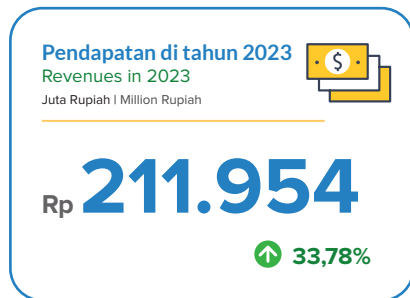 Pendapatan di tahun 2023
Revenues in 2023
Juta Rupiah | Million Rupiah
$
Rp 211.954
33,78%